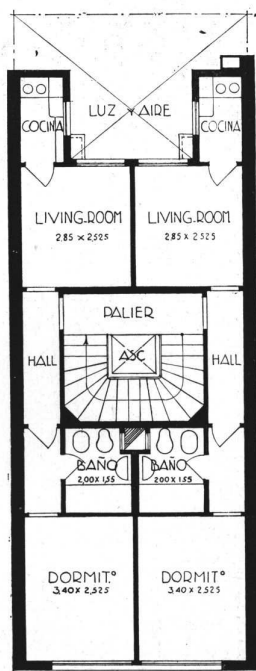 LUZ Y AIRE
COCINA
COCINA
LIVING-ROOM
2.85 x 2.525
LIVING-ROOM
2.85 x 2.525
PALIER
ASC
HALL
HALL
BAÑO
2.00 x 1.55
BAÑO
2.00 x 1.55
DORMIT.º
3.40 x 2.525
DORMIT.º
3.40 x 2.525